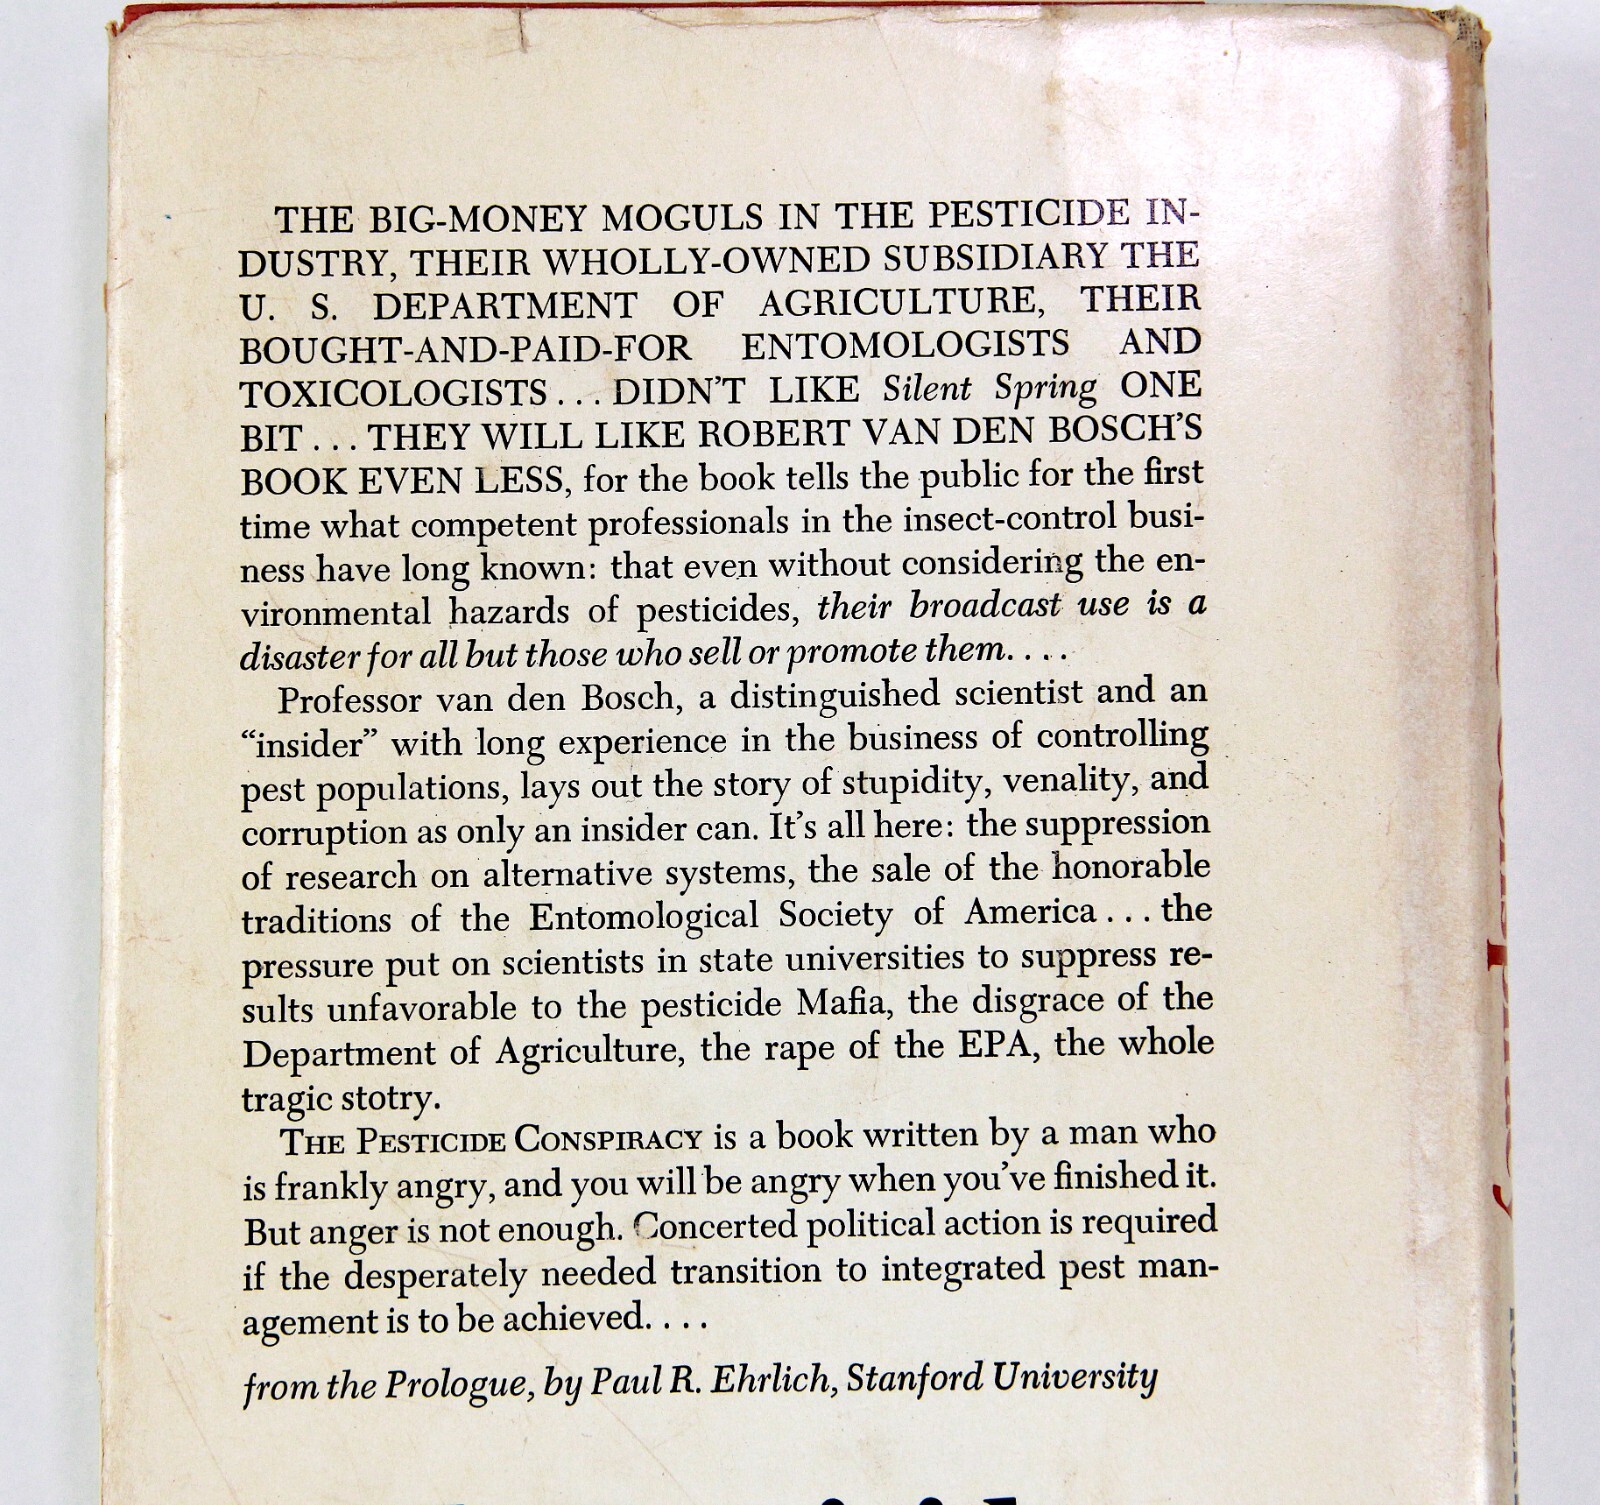 THE BIG-MONEY MOGULS IN THE PESTICIDE IN-
DUSTRY, THEIR WHOLLY-OWNED SUBSIDIARY THE
U. S. DEPARTMENT OF AGRICULTURE, THEIR
BOUGHT-AND-PAID-FOR ENTOMOLOGISTS AND
TOXICOLOGISTS . . . DIDN'T LIKE Silent Spring ONE
BIT . . . THEY WILL LIKE ROBERT VAN DEN BOSCH'S
BOOK EVEN LESS, for the book tells the public for the first
time what competent professionals in the insect-control busi-
ness have long known: that even without considering the en-
vironmental hazards of pesticides, their broadcast use is a
disaster for all but those who sell or promote them. . . .
Professor van den Bosch, a distinguished scientist and an
“insider” with long experience in the business of controlling
pest populations, lays out the story of stupidity, venality, and
corruption as only an insider can. It's all here: the suppression
of research on alternative systems, the sale of the honorable
traditions of the Entomological Society of America . . . the
pressure put on scientists in state universities to suppress re-
sults unfavorable to the pesticide Mafia, the disgrace of the
Department of Agriculture, the rape of the EPA, the whole
tragic stotry.
THE PESTICIDE CONSPIRACY is a book written by a man who
is frankly angry, and you will be angry when you've finished it.
But anger is not enough. Concerted political action is required
if the desperately needed transition to integrated pest man-
agement is to be achieved. . . .
from the Prologue, by Paul R. Ehrlich, Stanford University